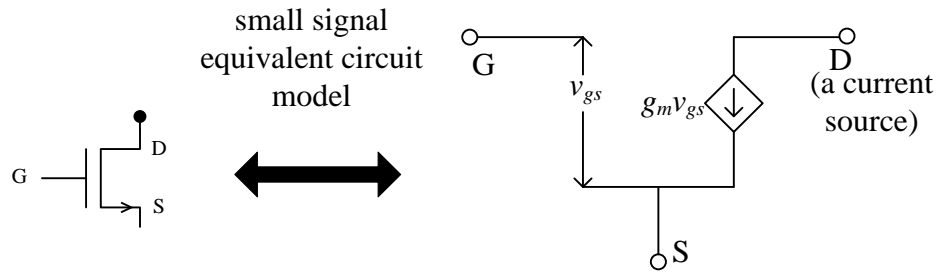 small signal
equivalent circuit
model
G
D
S
G
v_gs
g_m v_gs
D
(a current
source)
S